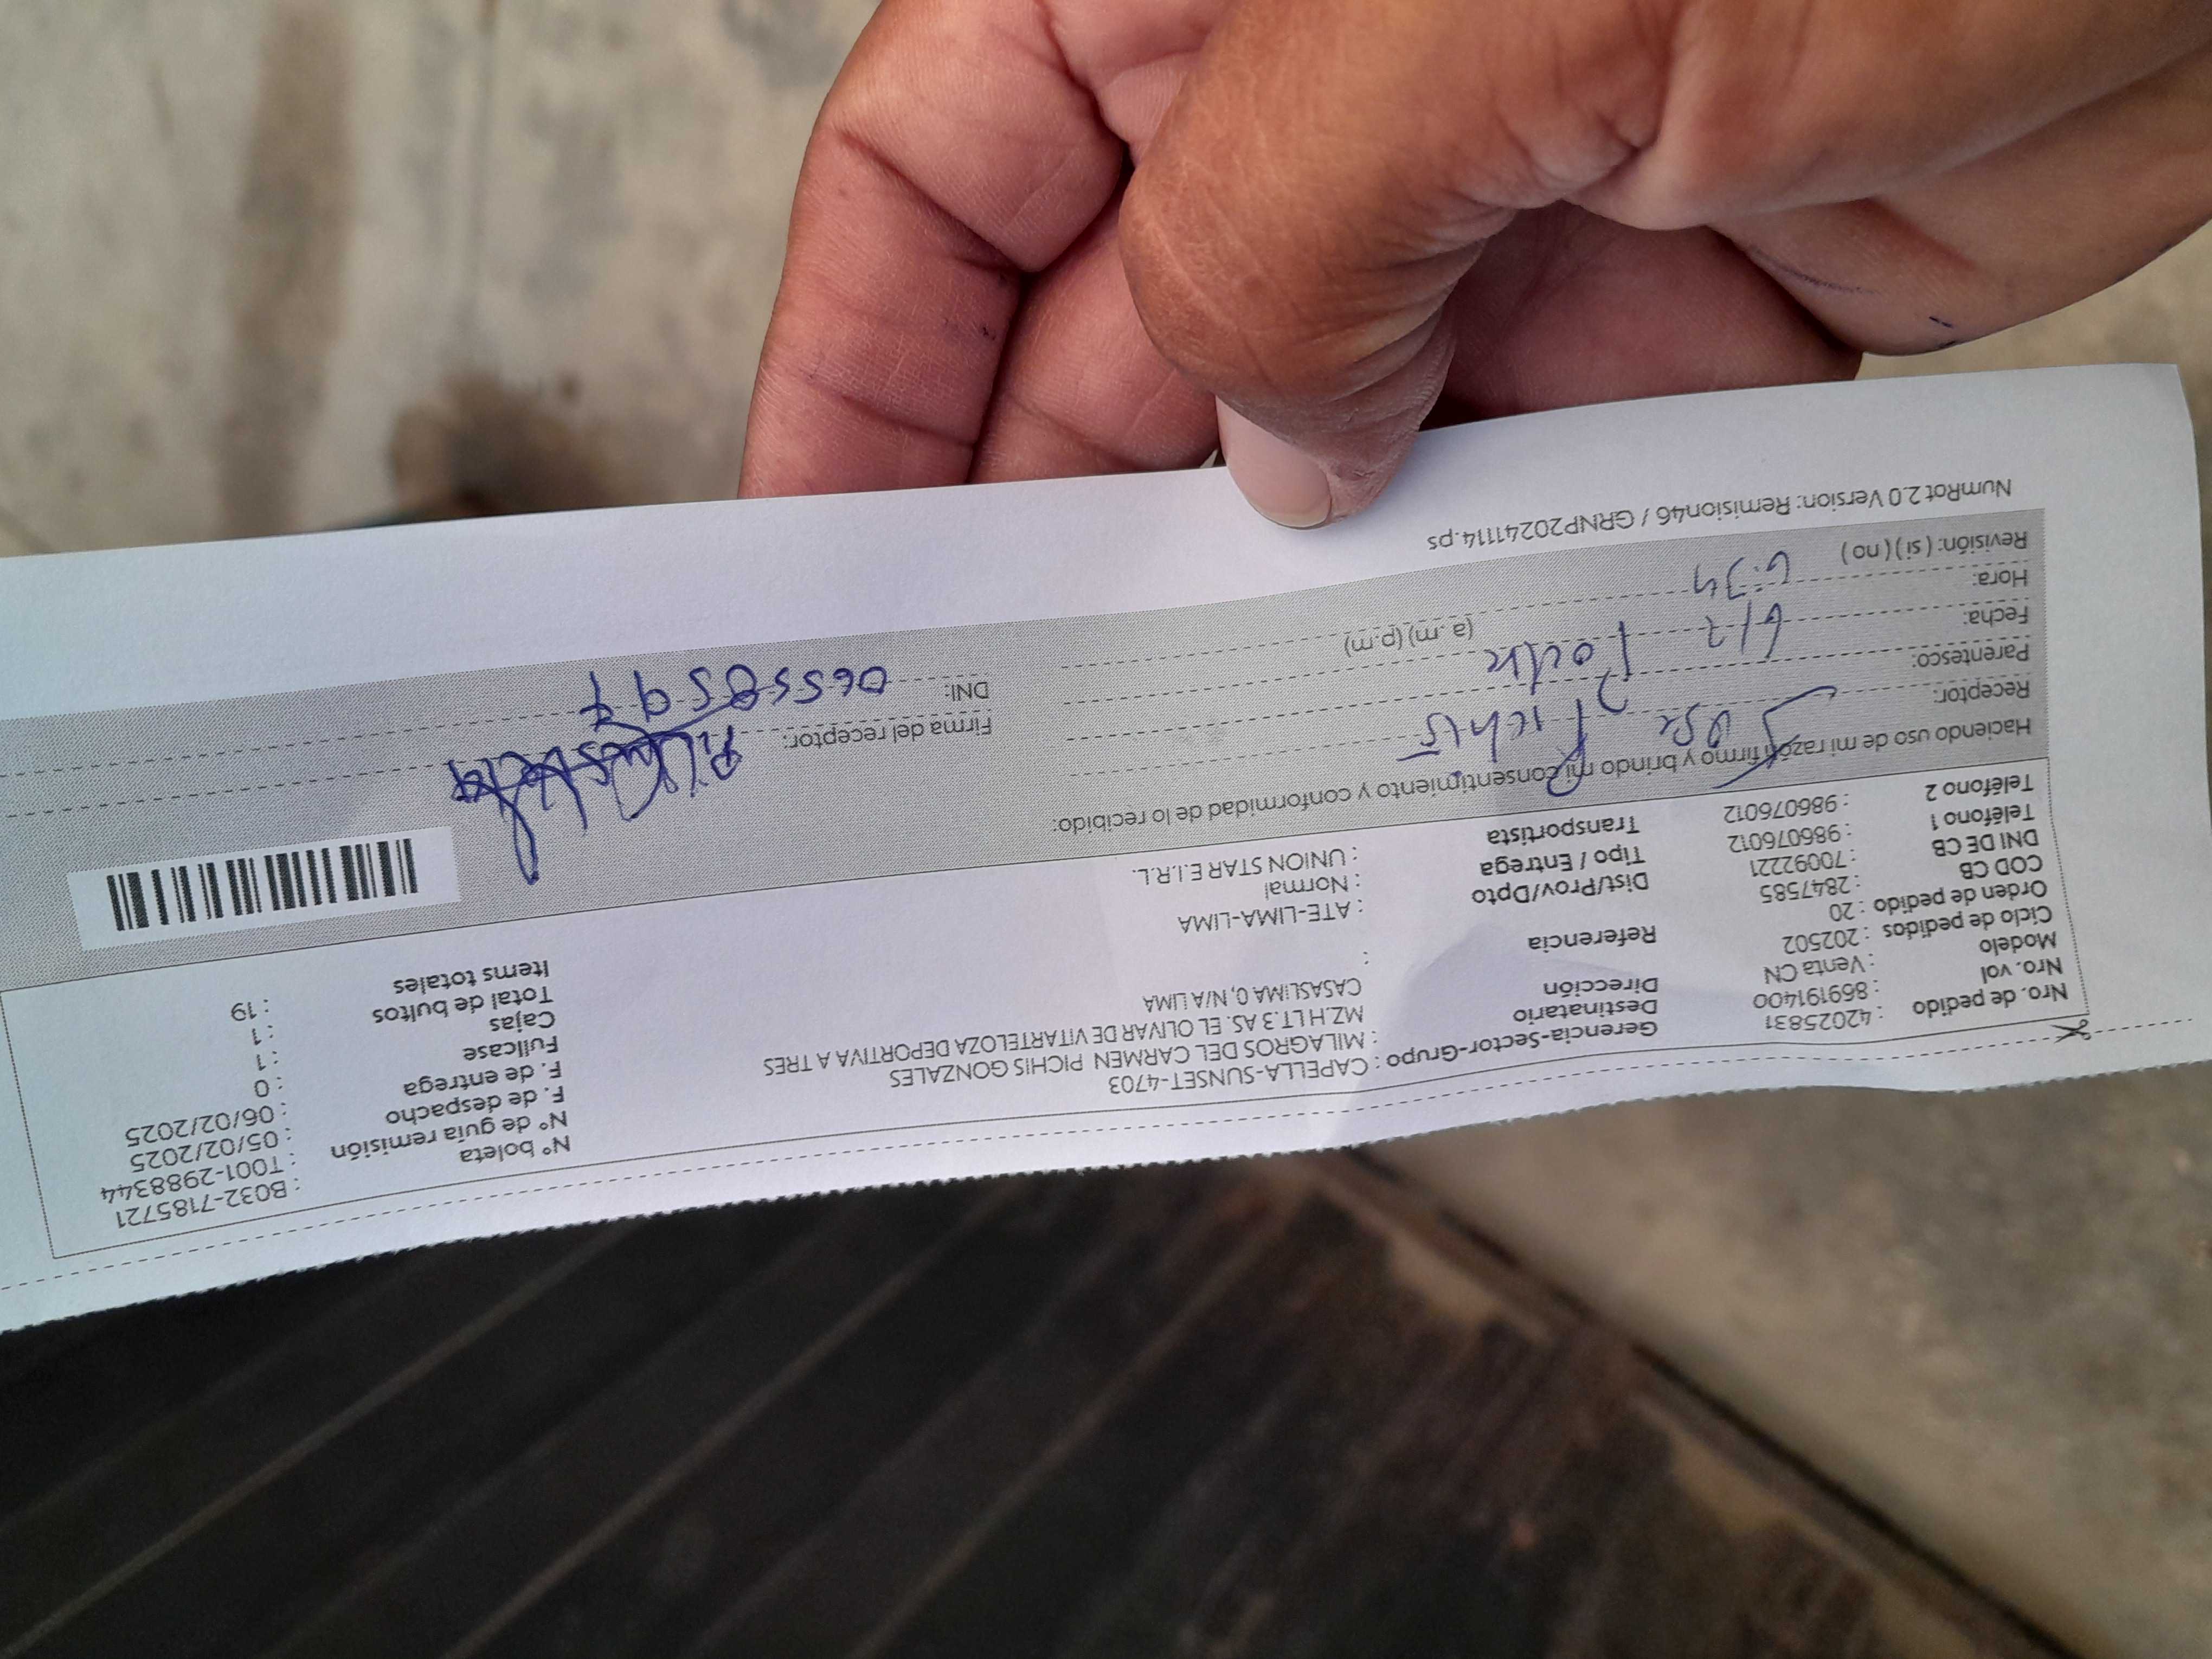 Nro. de pedido : 42025831
Nro. vol : 869191400
Modelo : Venta CN
Ciclo de pedidos : 202502
Orden de pedido : 20
COD CB : 2847585
DNI DE CB : 70092221
Teléfono 1 : 986076012
Teléfono 2 : 986076012
Gerencia-Sector-Grupo : CAPELLA-SUNSET-4703
Destinatario : MILAGROS DEL CARMEN PICHIS GONZALES
Dirección MZ.H LT.3 AS. EL OLIVAR DE VITARTELOZA DEPORTIVA A TRES
CASASLIMA 0, N/A LIMA
Referencia :
Dist/Prov/Dpto : ATE-LIMA-LIMA
Tipo / Entrega : Normal
Transportista : UNION STAR E.I.R.L.
N° boleta : B032-7185721
N° de guía remisión : T001-2988344
F. de despacho : 05/02/2025
F. de entrega : 06/02/2025
Fullcase : 0
Cajas : 1
Total de bultos : 1
Items totales : 19
Haciendo uso de mi razón firmo y brindo mi consentimiento y conformidad de lo recibido:
Receptor: Jose Pichis
Parentesco: Padre
Fecha: 6/2
Hora: 6:34 (a.m) (p.m)
Revisión: ( si ) ( no )
Firma del receptor:
DNI: 06558597
NumRot 2.0 Version: Remision46 / GRNP20241114.ps